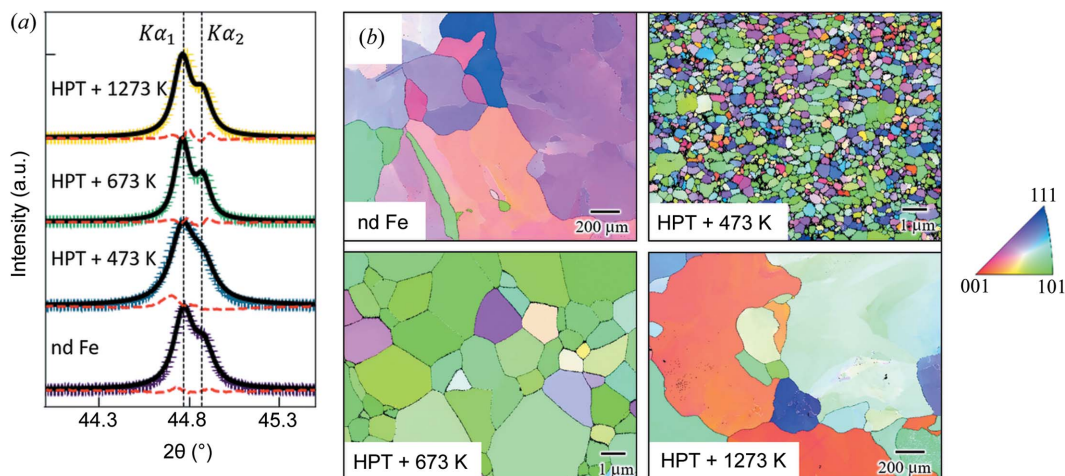 (a)
Kα₁
Kα₂
HPT + 1273 K
HPT + 673 K
HPT + 473 K
nd Fe
Intensity (a.u.)
44.3
44.8
45.3
2θ (°)
(b)
nd Fe
200 μm
HPT + 473 K
1 μm
HPT + 673 K
1 μm
HPT + 1273 K
200 μm
111
001
101